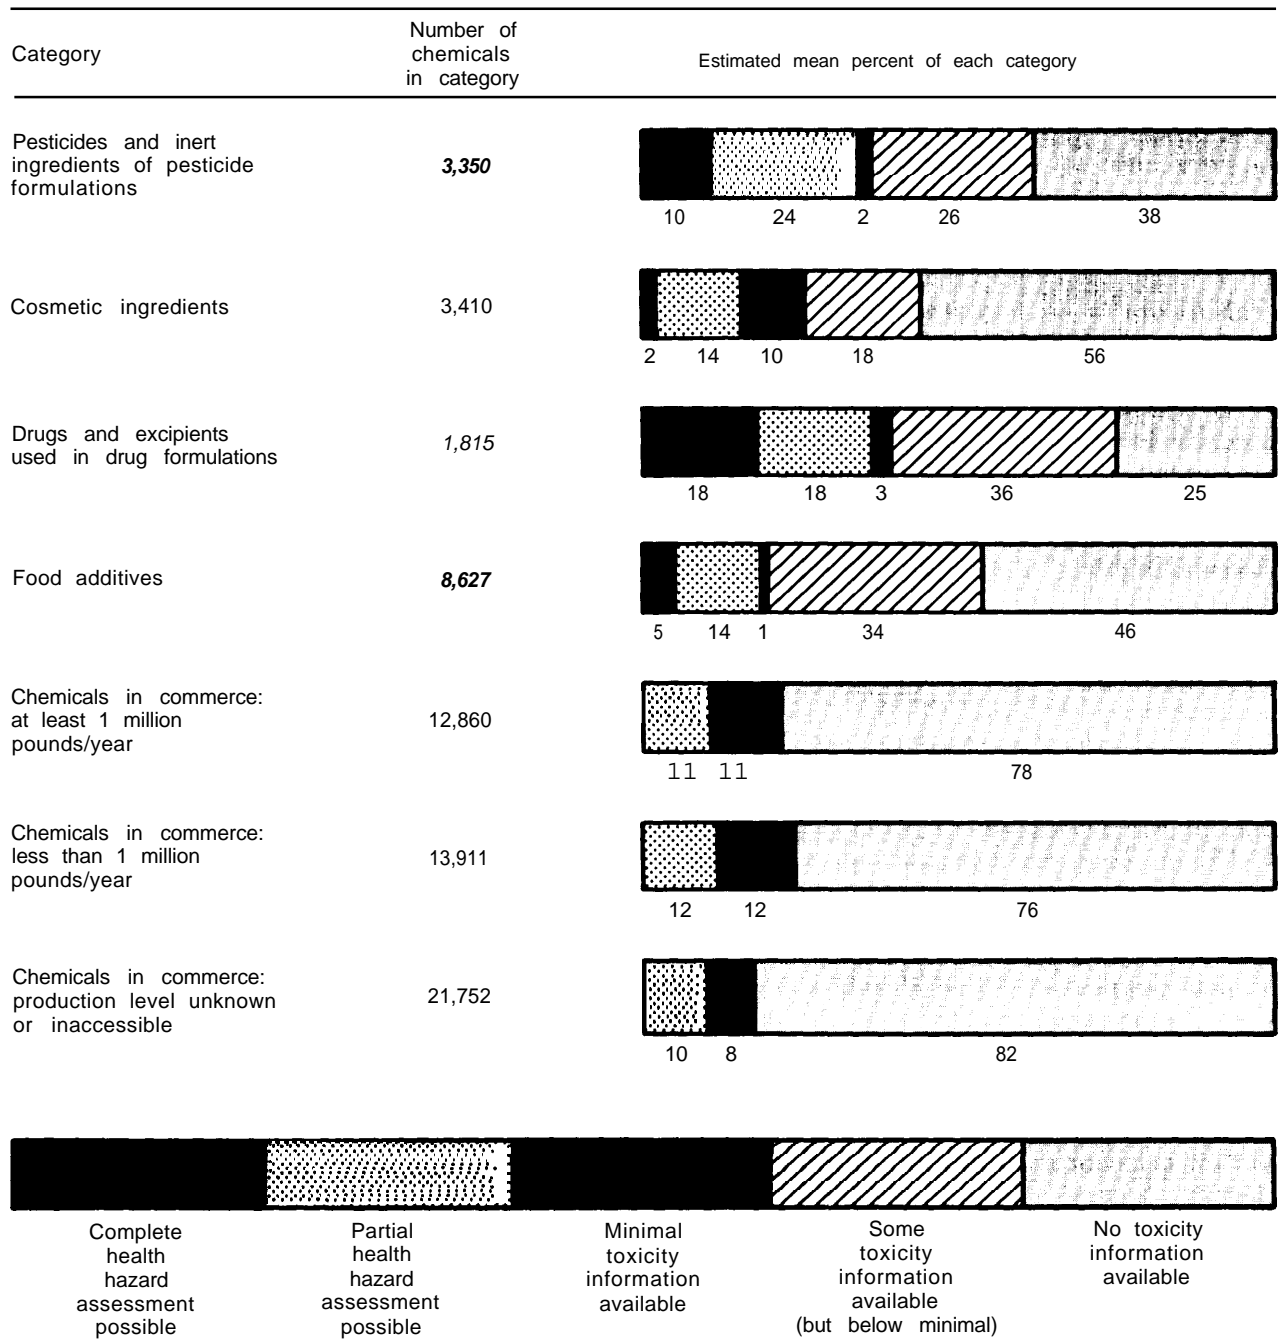 Category
Number of
chemicals
in category
Estimated mean percent of each category
Pesticides and inert
ingredients of pesticide
formulations
3,350
10 24 2 26 38
Cosmetic ingredients
3,410
2 14 10 18 56
Drugs and excipients
used in drug formulations
1,815
18 18 3 36 25
Food additives
8,627
5 14 1 34 46
Chemicals in commerce:
at least 1 million
pounds/year
12,860
11 11 78
Chemicals in commerce:
less than 1 million
pounds/year
13,911
12 12 76
Chemicals in commerce:
production level unknown
or inaccessible
21,752
10 8 82
Complete
health
hazard
assessment
possible
Partial
health
hazard
assessment
possible
Minimal
toxicity
information
available
Some
toxicity
information
available
(but below minimal)
No toxicity
information
available